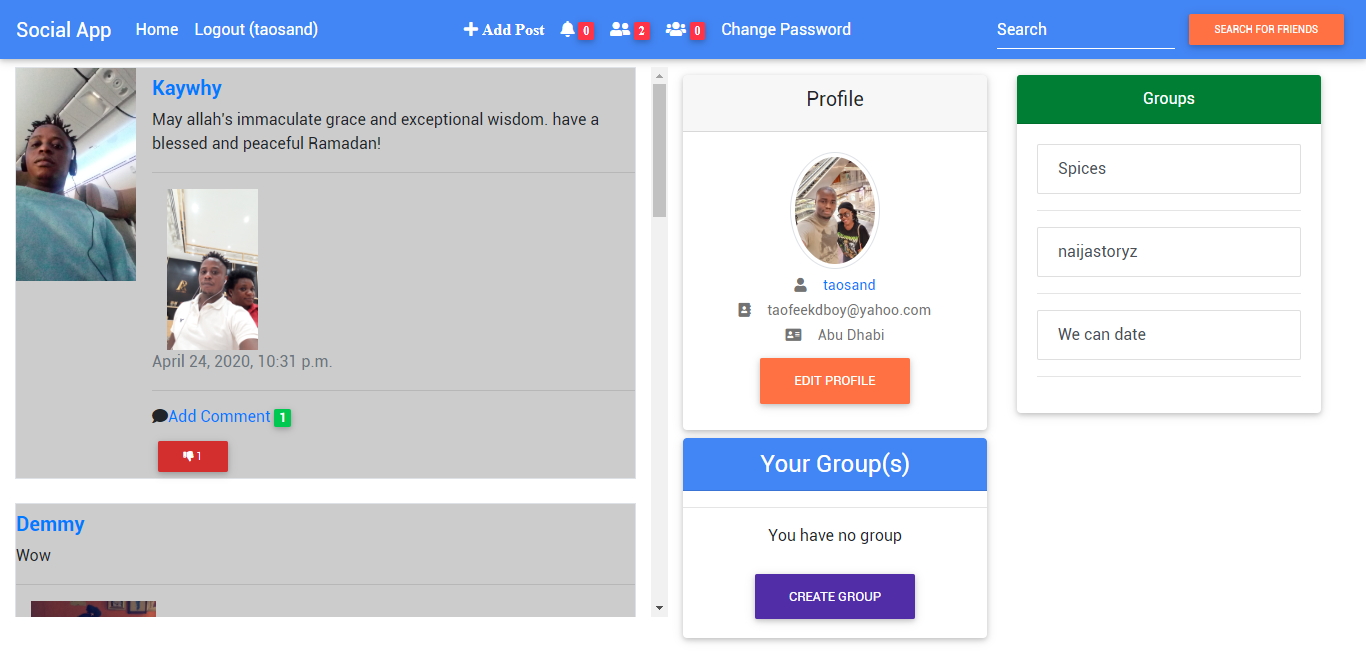 Social App Home Logout (taosand) Add Post 0 2 0 Change Password Search SEARCH FOR FRIENDS
Kaywhy
May allah's immaculate grace and exceptional wisdom. have a
blessed and peaceful Ramadan!
April 24, 2020, 10:31 p.m.
Add Comment 1
1
Demmy
Wow
Profile
taosand
taofeekdboy@yahoo.com
Abu Dhabi
EDIT PROFILE
Your Group(s)
You have no group
CREATE GROUP
Groups
Spices
naijastoryz
We can date